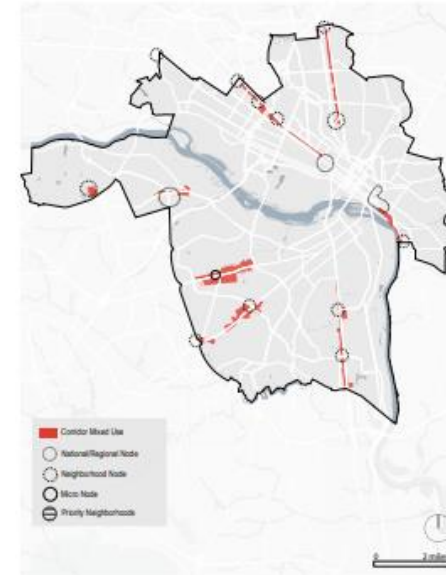 Corridor Mixed Use
National/Regional Node
Neighborhood Node
Micro Node
Priority Neighborhoods
0 2 miles